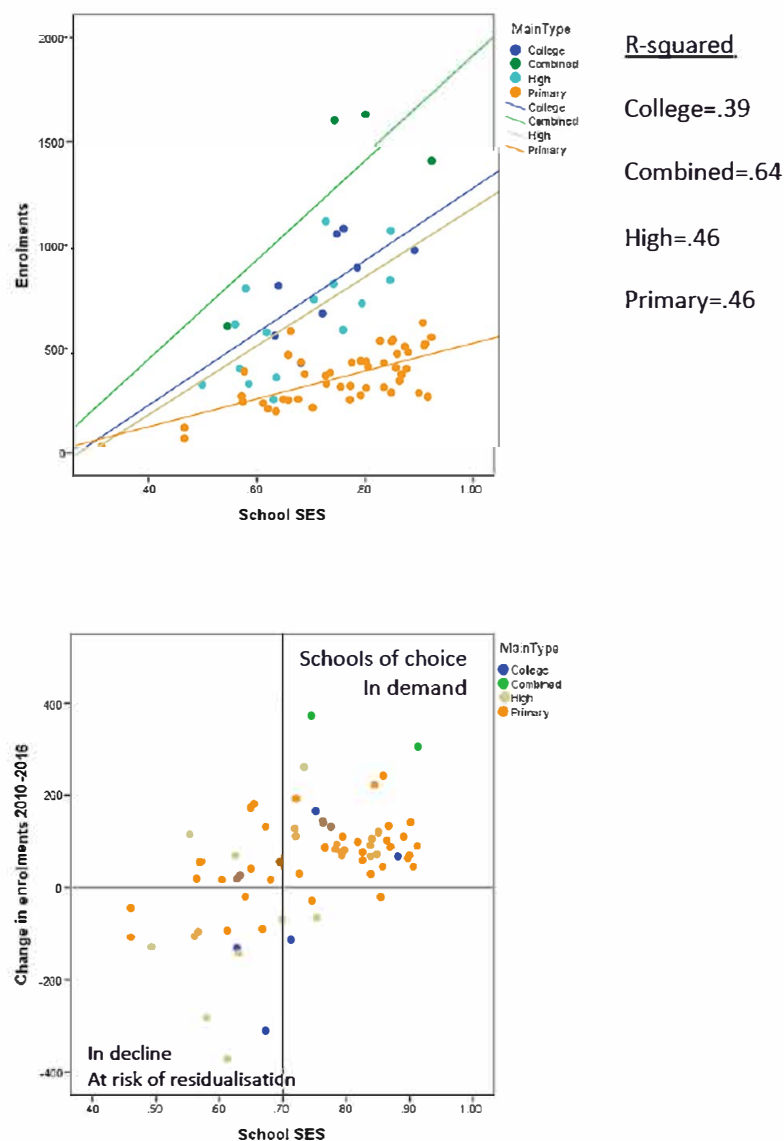 MainType
College
Combined
High
Primary
College
Combined
High
Primary
R-squared
College=.39
Combined=.64
High=.46
Primary=.46
Enrolments
2000
1500
1000
500
0
.40
.60
.80
1.00
School SES
MainType
College
Combined
High
Primary
Schools of choice
In demand
Change in enrolments 2010-2016
400
200
0
-200
-400
In decline
At risk of residualisation
.40
.50
.60
.70
.80
.90
1.00
School SES